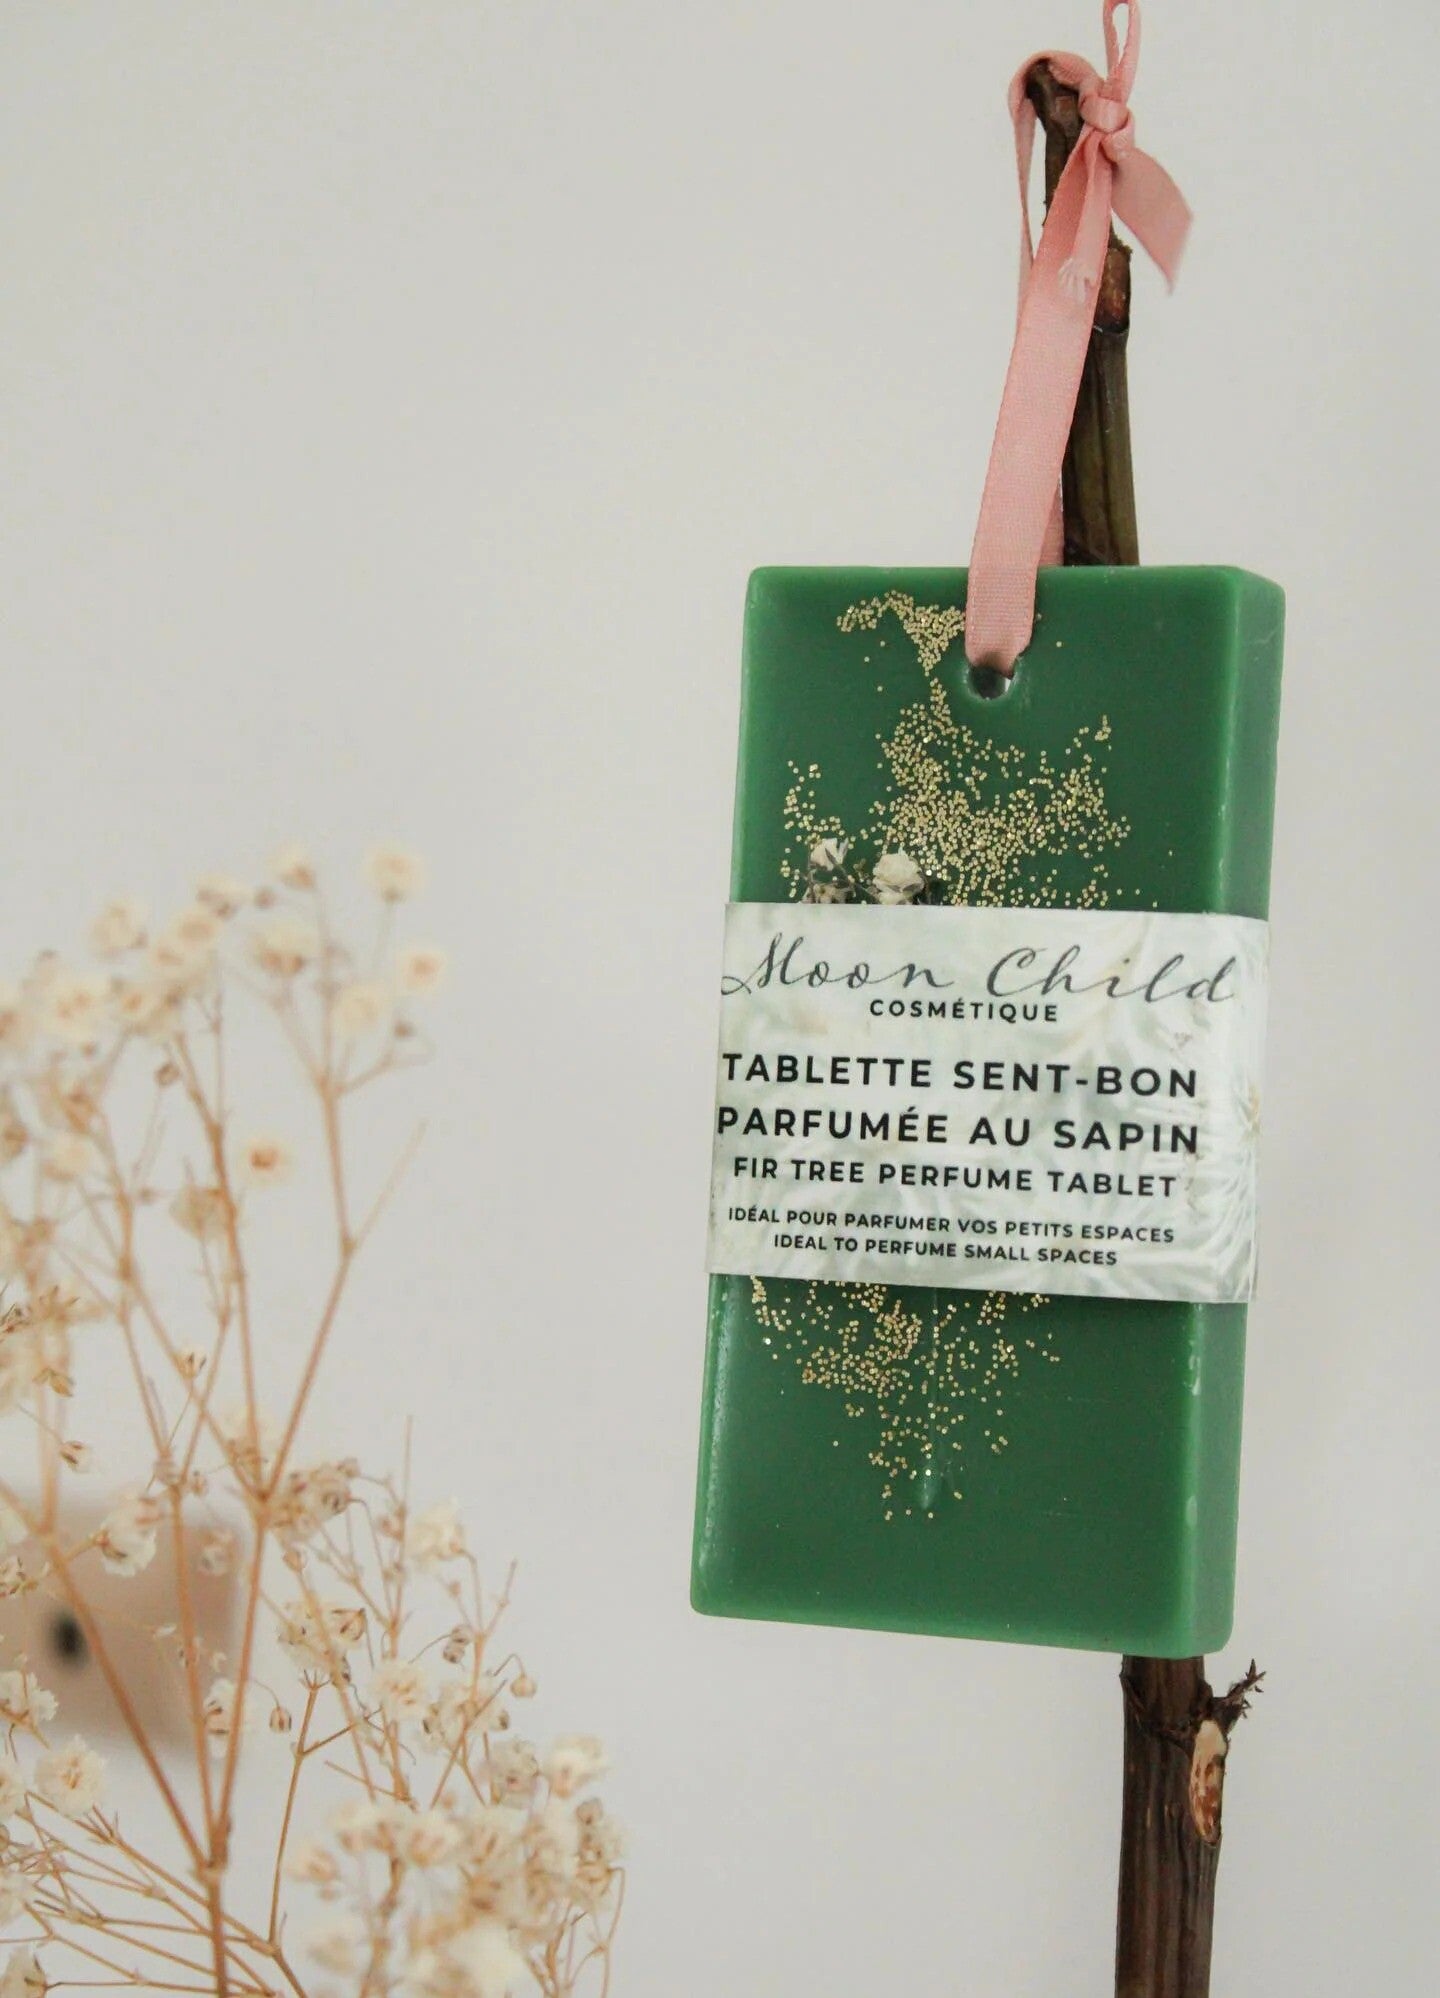 Moon Child
COSMÉTIQUE
TABLETTE SENT-BON
PARFUMÉE AU SAPIN
FIR TREE PERFUME TABLET
IDÉAL POUR PARFUMER VOS PETITS ESPACES
IDEAL TO PERFUME SMALL SPACES